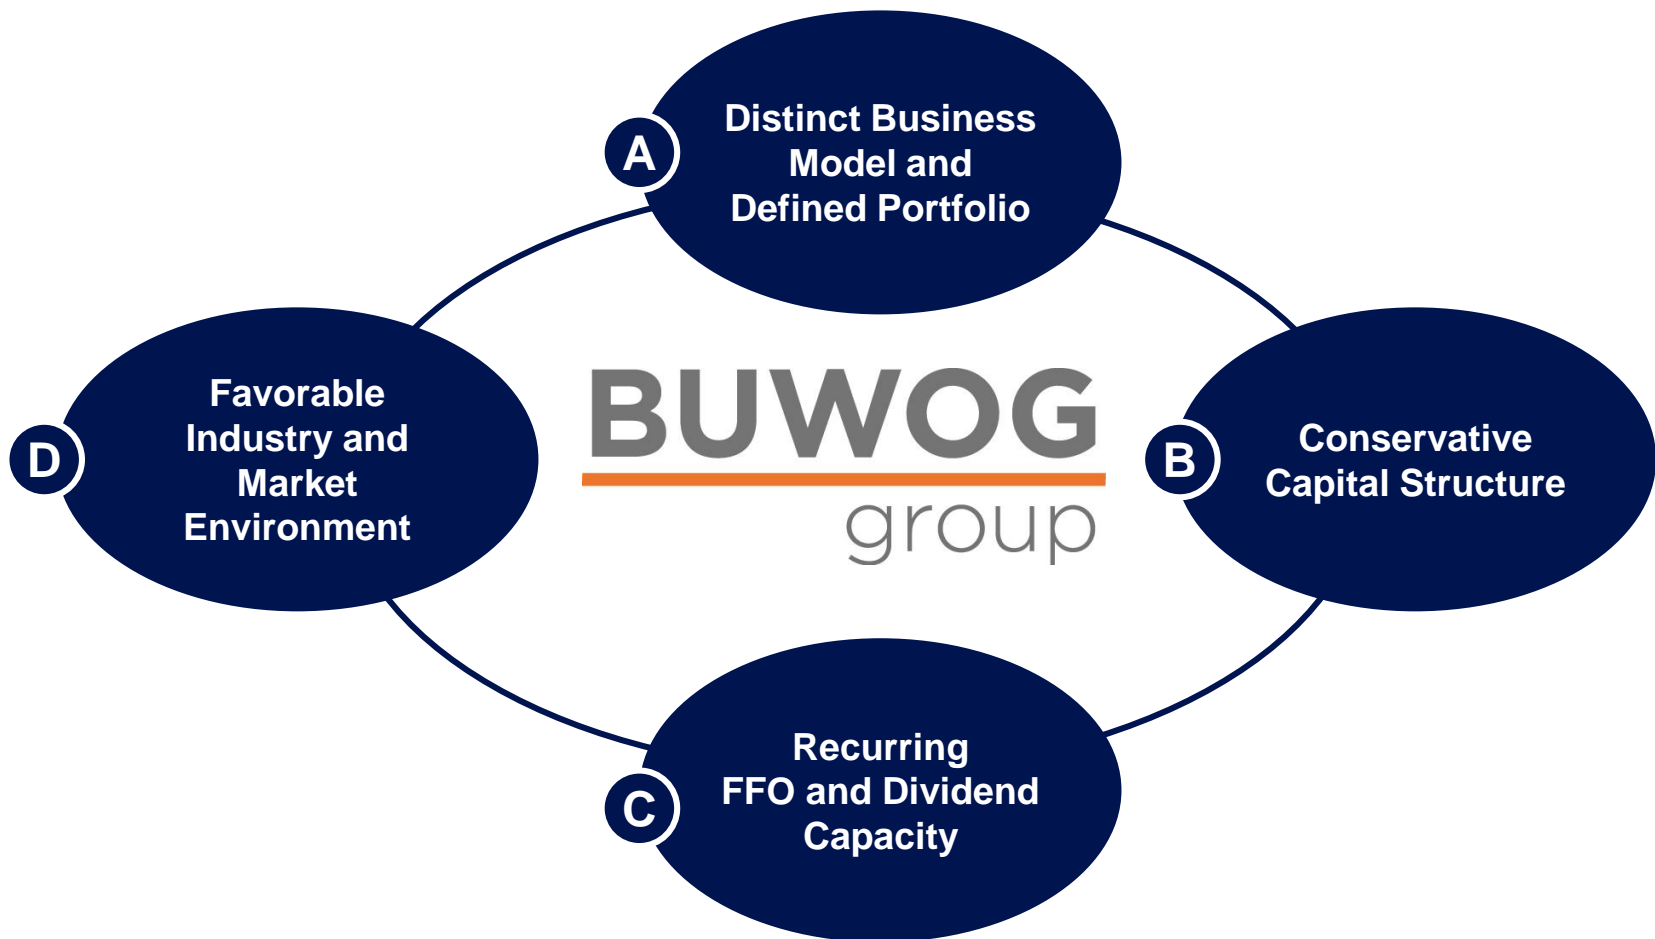 A
Distinct Business
Model and
Defined Portfolio
D
Favorable
Industry and
Market
Environment
BUWOG
group
B
Conservative
Capital Structure
C
Recurring
FFO and Dividend
Capacity